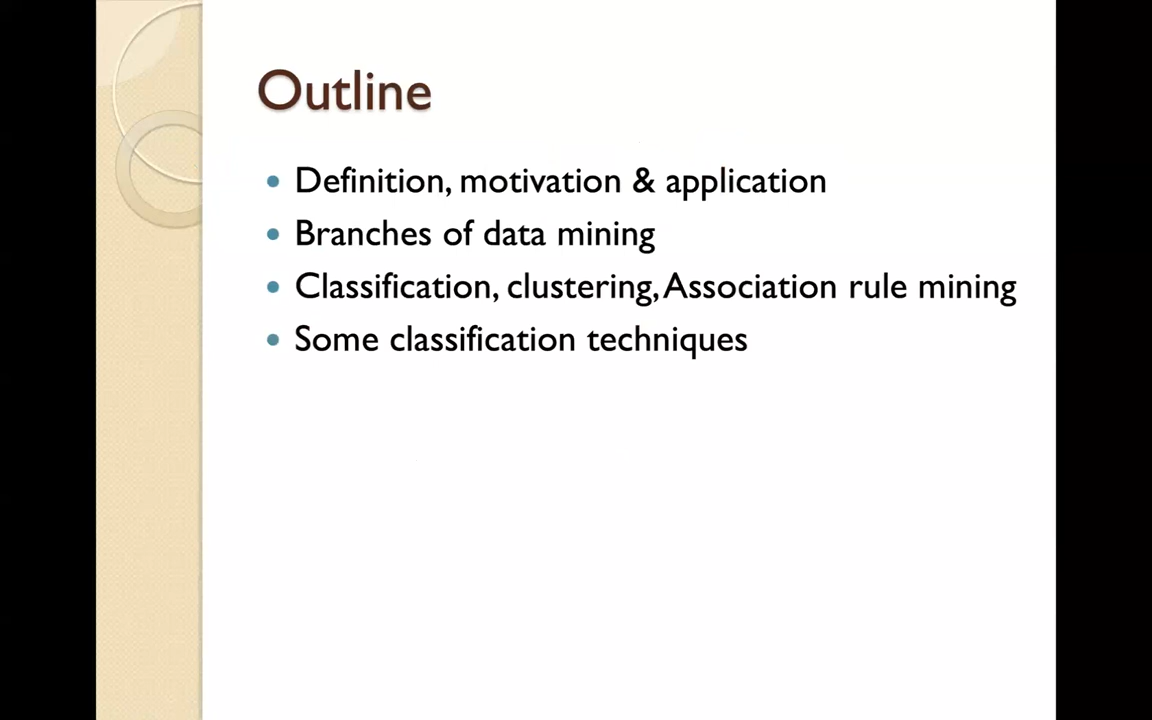 Outline
• Definition, motivation & application
• Branches of data mining
• Classification, clustering, Association rule mining
• Some classification techniques